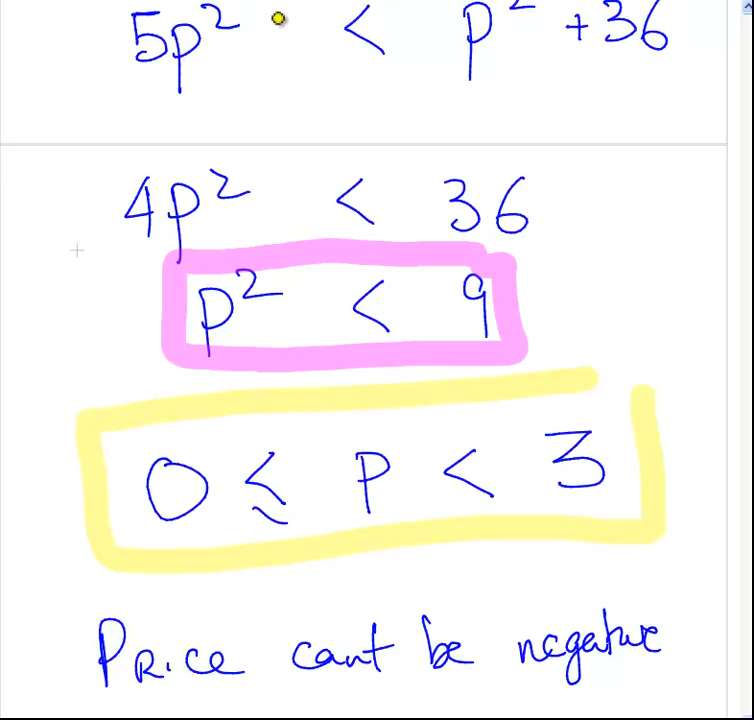 5p² < p² + 36
4p² < 36
p² < 9
0 ≤ p < 3
Price cant be negative